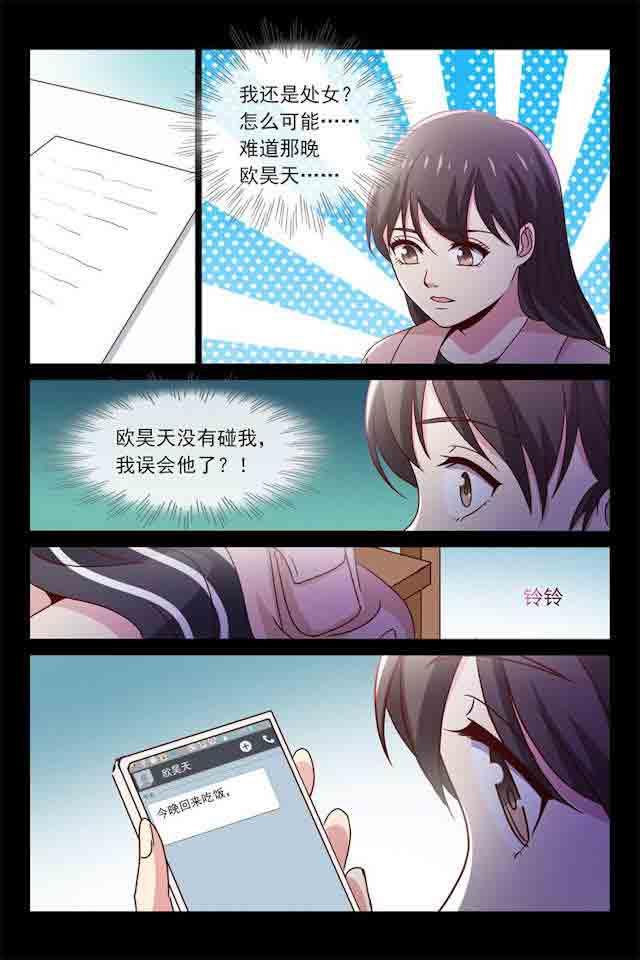 我还是处女？
怎么可能……
难道那晚
欧昊天……
欧昊天没有碰我，
我误会他了？！
铃铃
欧昊天
今晚回来吃饭，